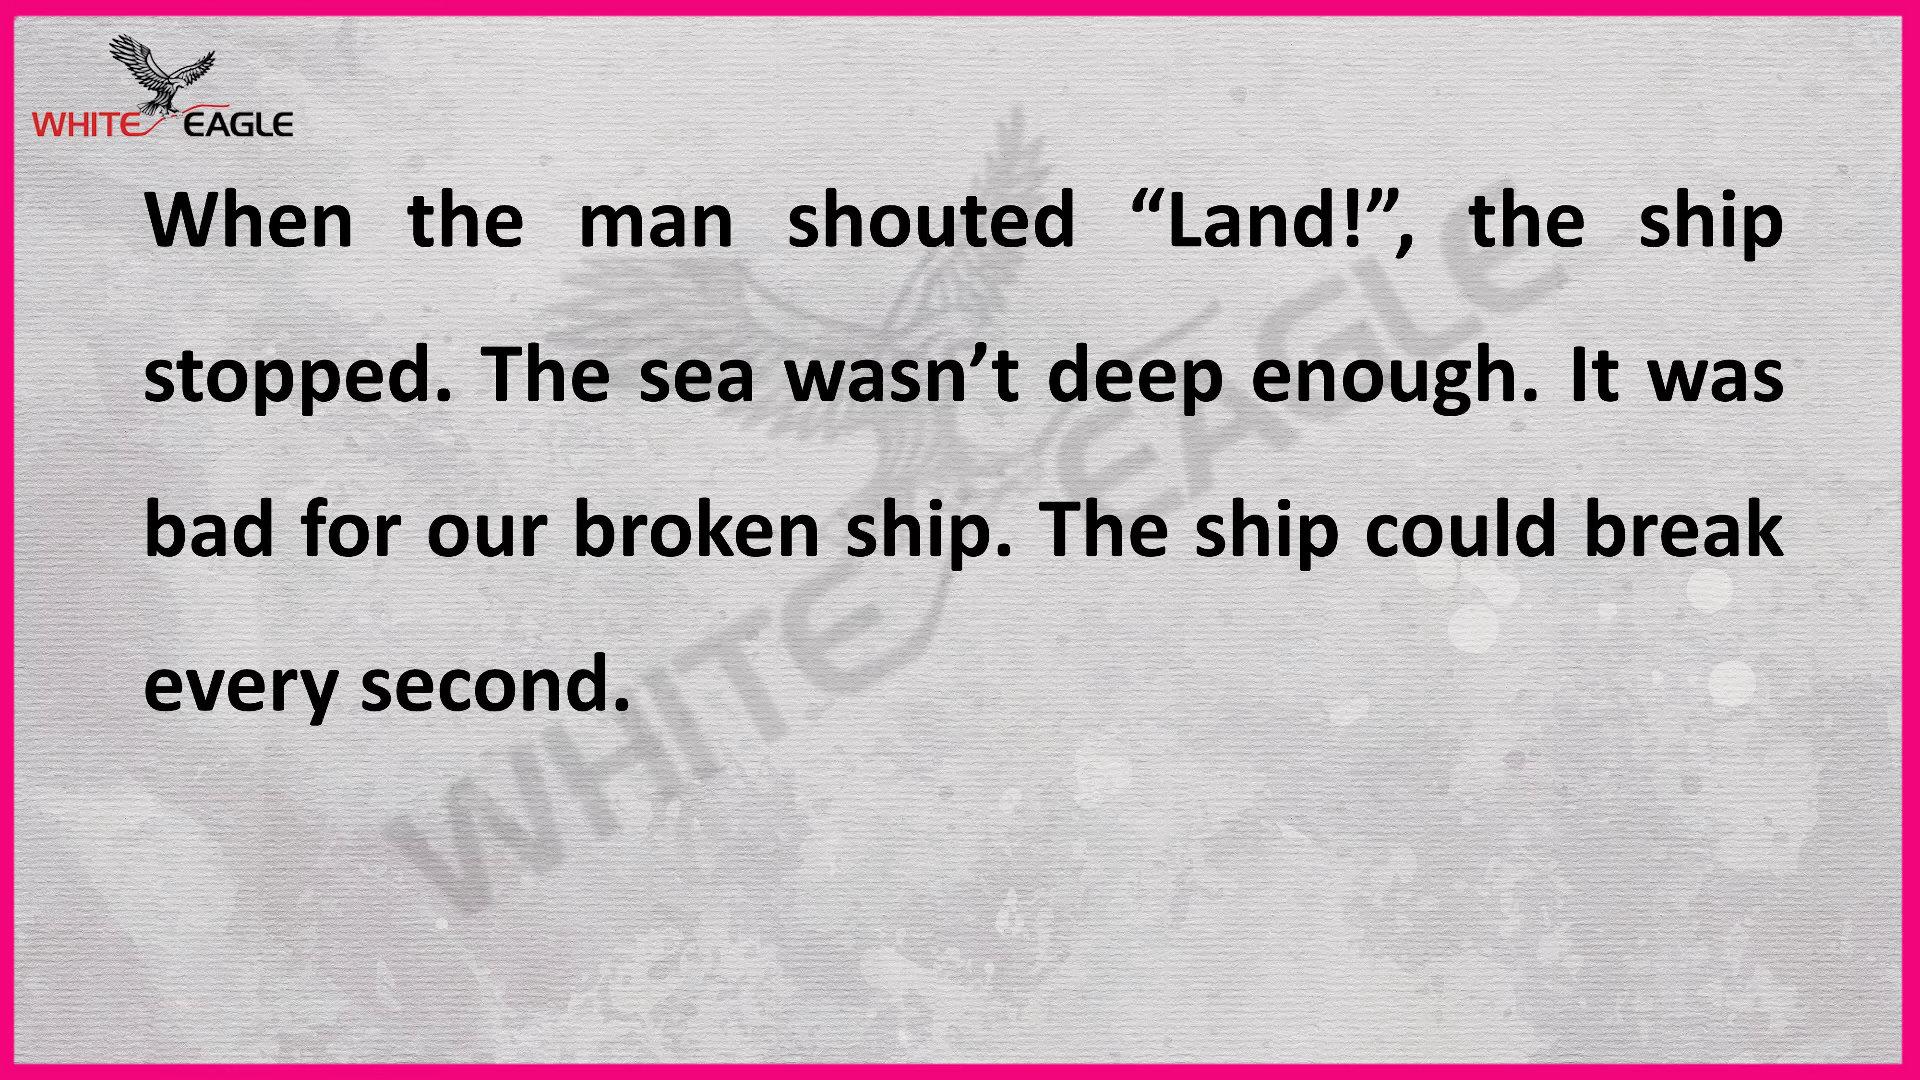 WHITE EAGLE
When the man shouted “Land!”, the ship
stopped. The sea wasn’t deep enough. It was
bad for our broken ship. The ship could break
every second.
WHITE EAGLE